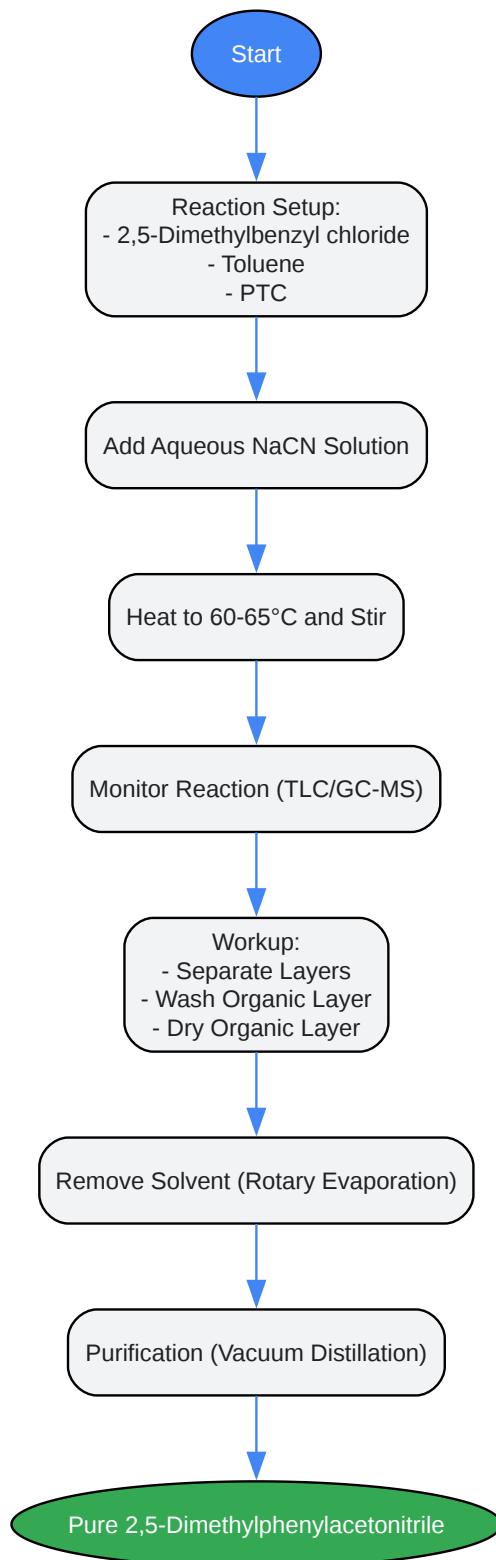 Start
Reaction Setup:
- 2,5-Dimethylbenzyl chloride
- Toluene
- PTC
Add Aqueous NaCN Solution
Heat to 60-65°C and Stir
Monitor Reaction (TLC/GC-MS)
Workup:
- Separate Layers
- Wash Organic Layer
- Dry Organic Layer
Remove Solvent (Rotary Evaporation)
Purification (Vacuum Distillation)
Pure 2,5-Dimethylphenylacetonitrile